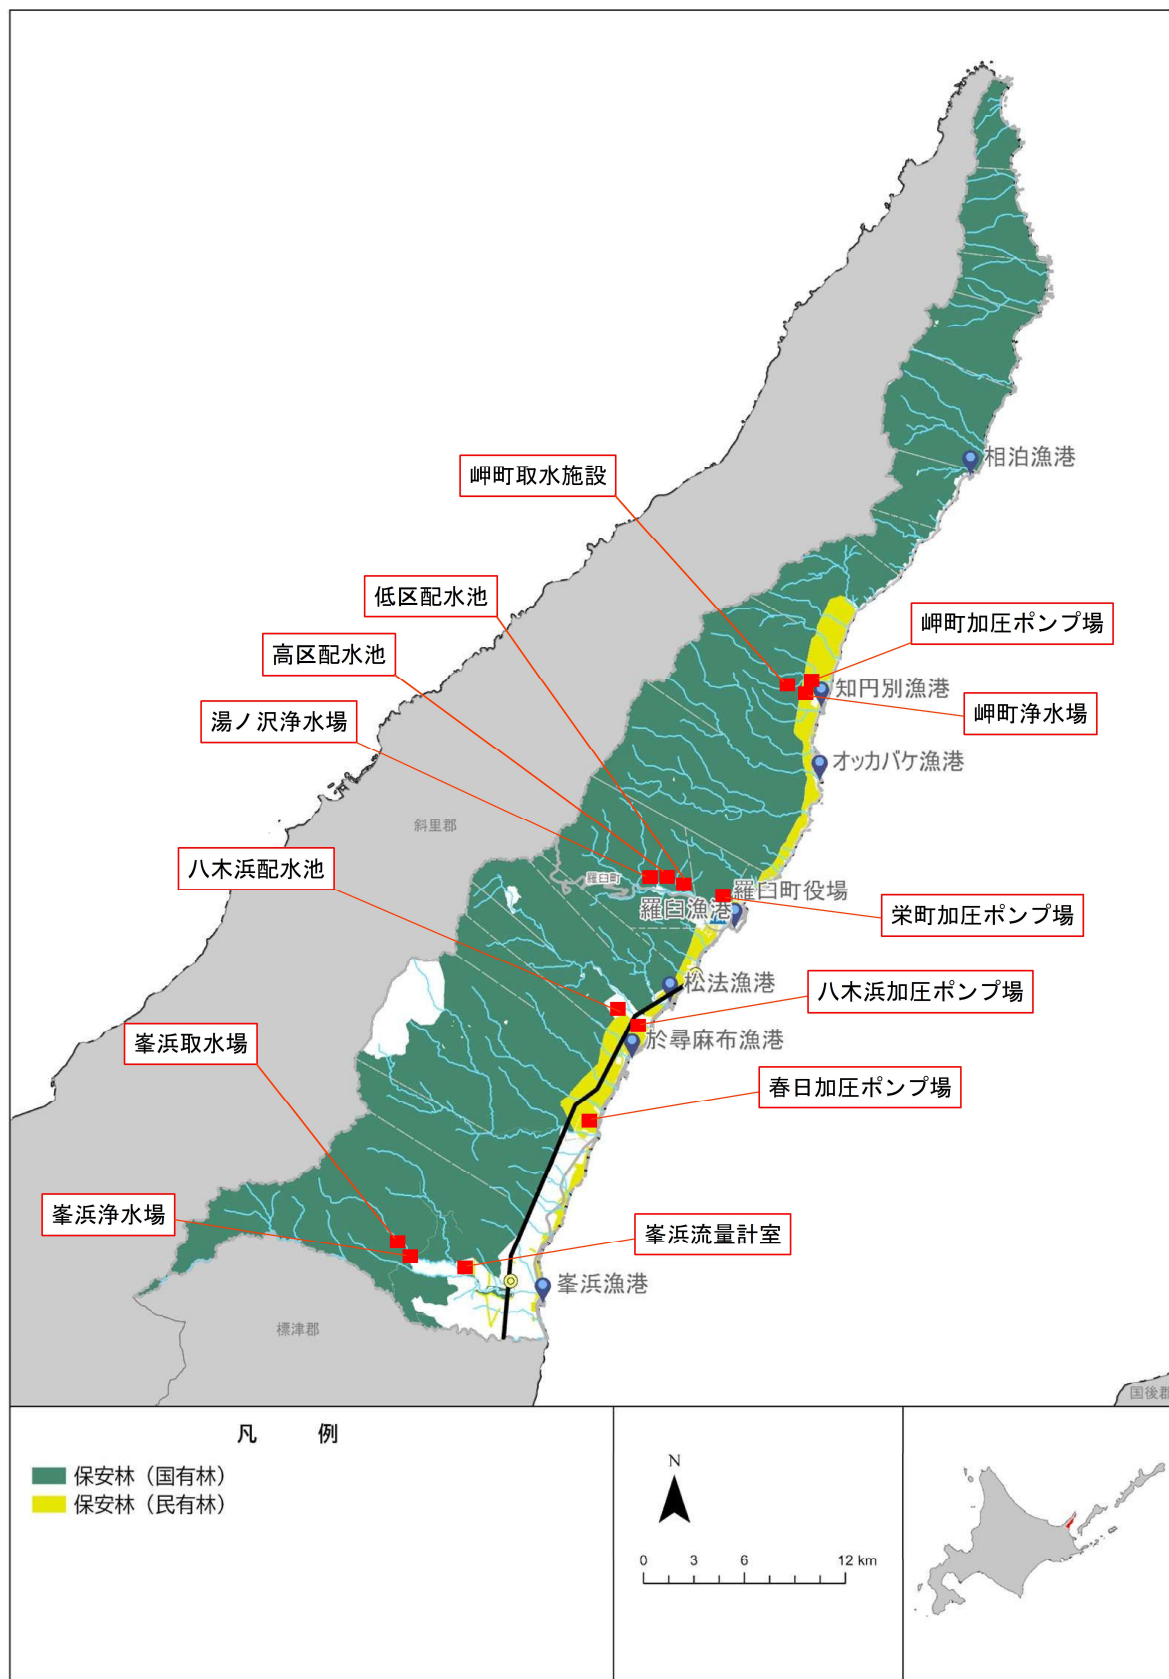 相泊漁港
岬町取水施設
低区配水池
岬町加圧ポンプ場
高区配水池
知円別漁港
湯ノ沢浄水場
岬町浄水場
オッカバケ漁港
斜里郡
八木浜配水池
羅臼町
羅臼町役場
羅臼漁港
栄町加圧ポンプ場
松法漁港
八木浜加圧ポンプ場
峯浜取水場
於尋麻布漁港
春日加圧ポンプ場
峯浜浄水場
峯浜流量計室
峯浜漁港
標津郡
国後郡
凡 例
保安林（国有林）
保安林（民有林）
N
0 3 6 12 km